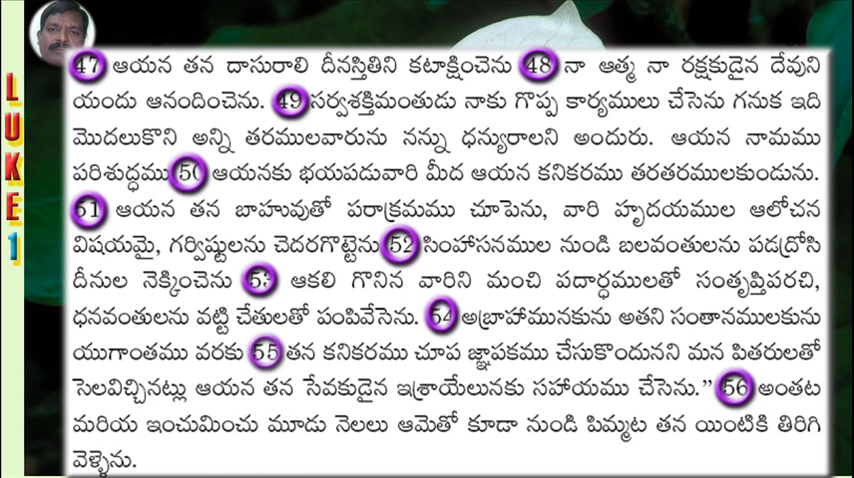 LUKE 1
47 ఆయన తన దాసురాలి దీనస్తితిని కటాక్షించెను 48 నా ఆత్మ నా రక్షకుడైన దేవుని
యందు ఆనందించెను. 49 సర్వశక్తిమంతుడు నాకు గొప్ప కార్యములు చేసెను గనుక ఇది
మొదలుకొని అన్ని తరములవారును నన్ను ధన్యురాలని అందురు. ఆయన నామము
పరిశుద్ధము 50 ఆయనకు భయపడువారి మీద ఆయన కనికరము తరతరములకుండును.
51 ఆయన తన బాహువుతో పరాక్రమము చూపెను, వారి హృదయముల ఆలోచన
విషయమై, గర్విష్టులను చెదరగొట్టెను 52 సింహాసనముల నుండి బలవంతులను పడద్రోసి
దీనుల నెక్కించెను 53 ఆకలి గొనిన వారిని మంచి పదార్ధములతో సంతృప్తిపరచి,
ధనవంతులను వట్టి చేతులతో పంపివేసెను. 54 అబ్రాహామునకును అతని సంతానములకును
యుగాంతము వరకు 55 తన కనికరము చూప జ్ఞాపకము చేసుకొందునని మన పితరులతో
సెలవిచ్చినట్లు ఆయన తన సేవకుడైన ఇశ్రాయేలునకు సహాయము చేసెను.” 56 అంతట
మరియ ఇంచుమించు మూడు నెలలు ఆమెతో కూడా నుండి పిమ్మట తన యింటికి తిరిగి
వెళ్ళెను.